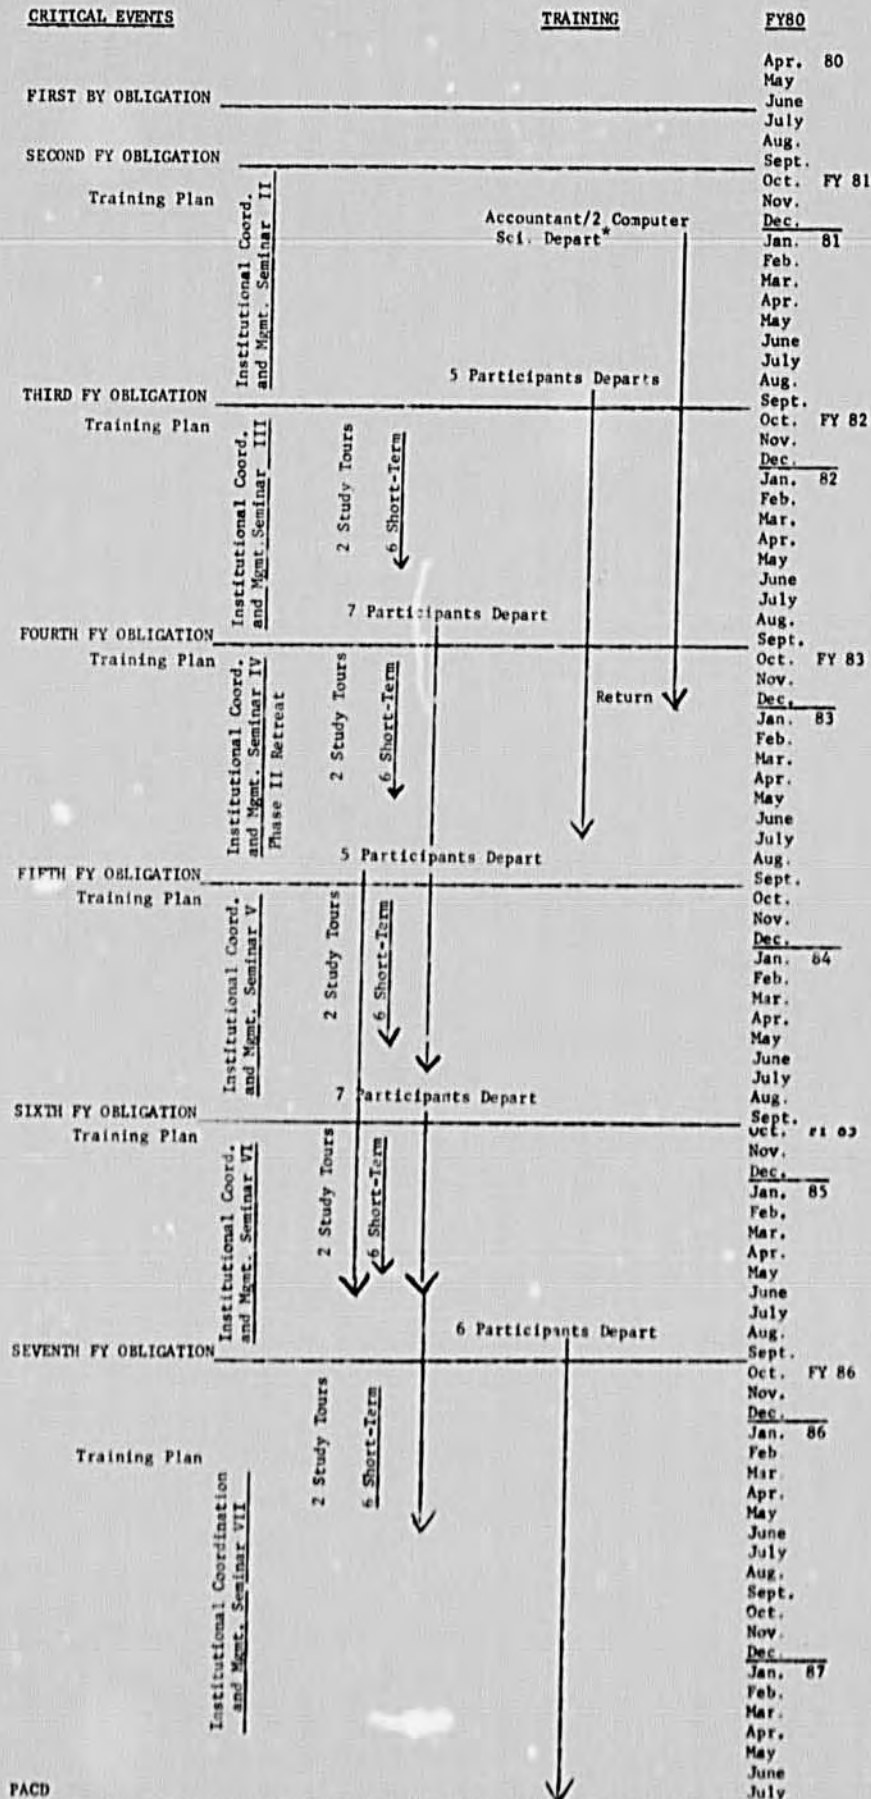 CRITICAL EVENTS TRAINING FY80
Apr. 80
May
FIRST BY OBLIGATION June
July
Aug.
SECOND FY OBLIGATION Sept.
Oct. FY 81
Training Plan Nov.
Institutional Coord.
and Mgmt. Seminar II
Accountant/2 Computer Dec.
Sci. Depart* Jan. 81
Feb.
Mar.
Apr.
May
June
July
5 Participants Departs Aug.
THIRD FY OBLIGATION Sept.
Training Plan Oct. FY 82
Nov.
Institutional Coord.
and Mgmt. Seminar III
2 Study Tours
6 Short-Term
Dec.
Jan. 82
Feb.
Mar.
Apr.
May
June
July
7 Participants Depart Aug.
FOURTH FY OBLIGATION Sept.
Training Plan Oct. FY 83
Nov.
Institutional Coord.
and Mgmt. Seminar IV
Phase II Retreat
2 Study Tours
6 Short-Term
Return Dec.
Jan. 83
Feb.
Mar.
Apr.
May
June
July
5 Participants Depart Aug.
FIFTH FY OBLIGATION Sept.
Training Plan Oct.
Nov.
Institutional Coord.
and Mgmt. Seminar V
2 Study Tours
6 Short-Term
Dec.
Jan. 84
Feb.
Mar.
Apr.
May
June
July
7 Participants Depart Aug.
SIXTH FY OBLIGATION Sept.
Training Plan Oct.
Nov.
Institutional Coord.
and Mgmt. Seminar VI
2 Study Tours
6 Short-Term
Dec.
Jan. 85
Feb.
Mar.
Apr.
May
June
July
6 Participants Depart Aug.
SEVENTH FY OBLIGATION Sept.
Oct. FY 86
Nov.
2 Study Tours
6 Short-Term
Dec.
Jan. 86
Training Plan Feb
Mar
Apr.
May
June
July
Institutional Coordination
and Mgmt. Seminar VII
Aug.
Sept.
Oct.
Nov.
Dec
Jan. 87
Feb.
Mar.
Apr.
May
June
PACD July